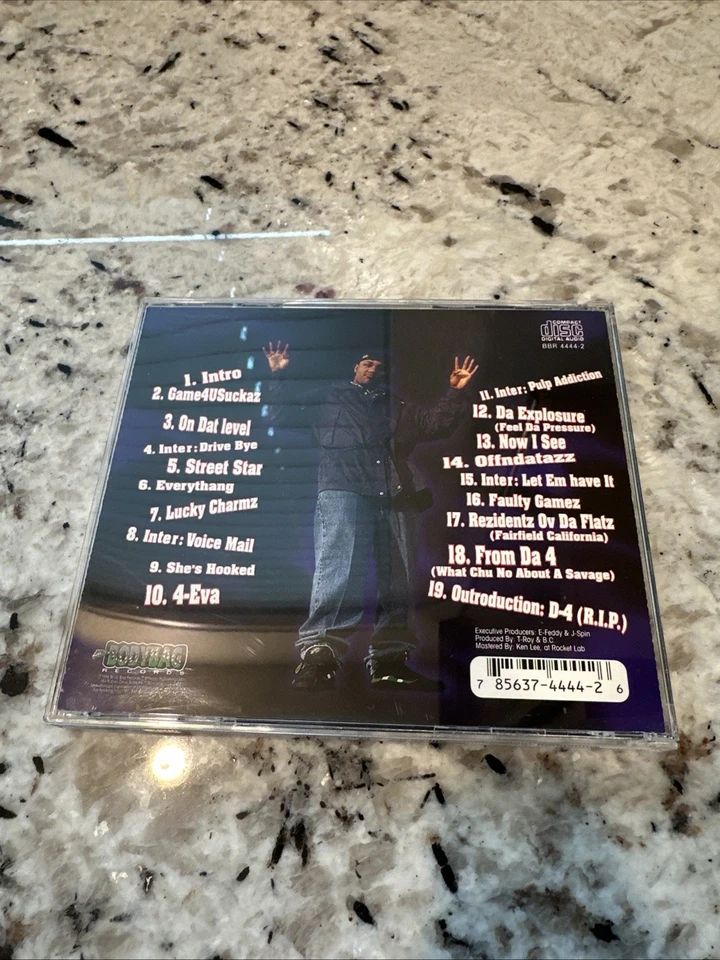 COMPACT
disc
DIGITAL AUDIO
BBR 4444-2
1. Intro
2. Game4USuckaz
3. On Dat level
4. Inter: Drive Bye
5. Street Star
6. Everythang
7. Lucky Charmz
8. Inter: Voice Mail
9. She's Hooked
10. 4-Eva
11. Inter: Pulp Addiction
12. Da Explosure
(Feel Da Pressure)
13. Now I See
14. Offndatazz
15. Inter: Let Em have It
16. Faulty Gamez
17. Rezidentz Ov Da Flatz
(Fairfield California)
18. From Da 4
(What Chu No About A Savage)
19. Outroduction: D-4 (R.I.P.)
Executive Producers: E-Feddy & J-Spin
Produced By: T-Roy & B.C.
Mastered By: Ken Lee, at Rocket Lab
BODYBAG
RECORDS
7 85637-4444-2 6